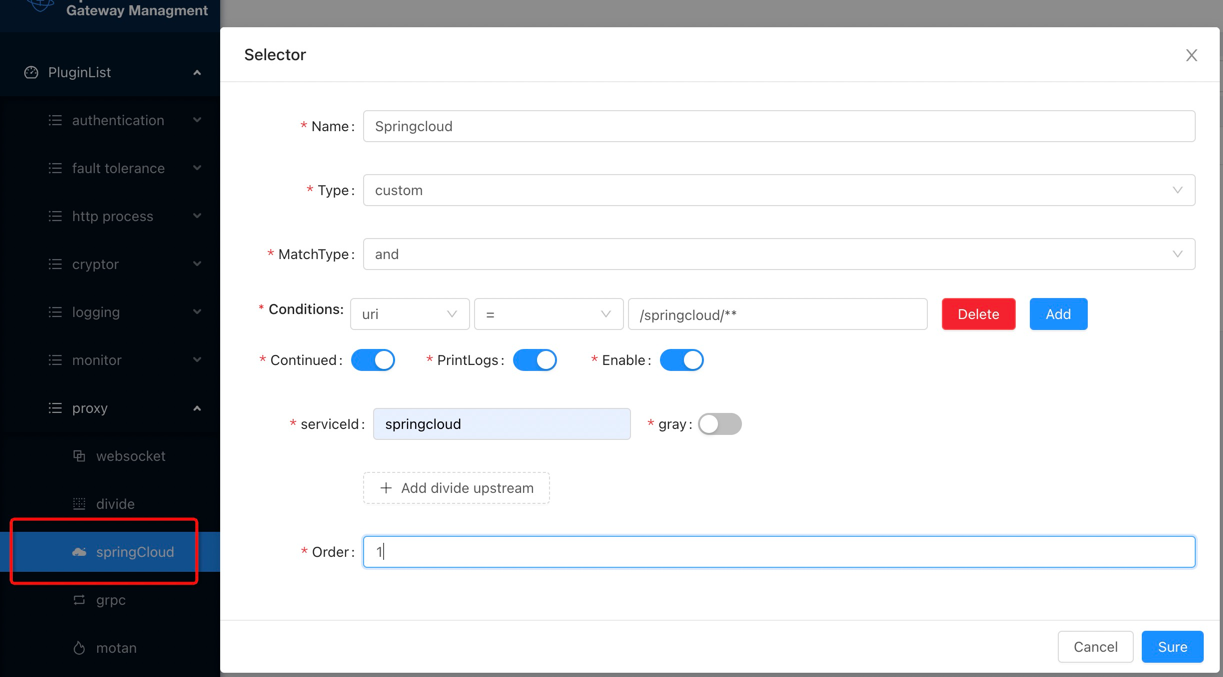 Gateway Managment
PluginList
authentication
fault tolerance
http process
cryptor
logging
monitor
proxy
websocket
divide
springCloud
grpc
motan
Selector
* Name: Springcloud
* Type: custom
* MatchType: and
* Conditions: uri = /springcloud/** Delete Add
* Continued: * PrintLogs: * Enable:
* serviceId: springcloud * gray:
+ Add divide upstream
* Order: 1
Cancel Sure